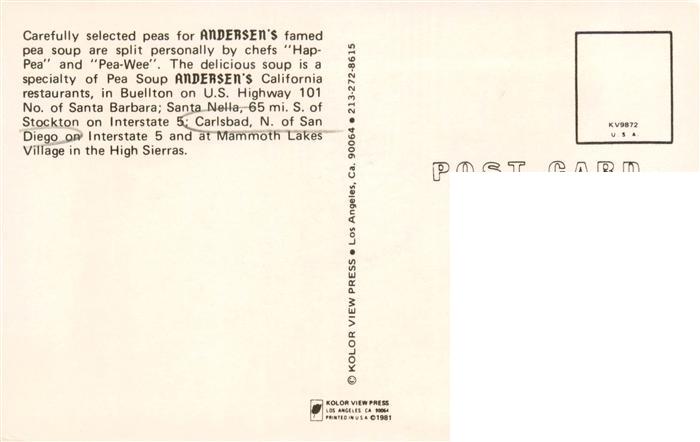 Carefully selected peas for ANDERSEN'S famed
pea soup are split personally by chefs "Hap-
Pea" and "Pea-Wee". The delicious soup is a
specialty of Pea Soup ANDERSEN'S California
restaurants, in Buellton on U.S. Highway 101
No. of Santa Barbara; Santa Nella, 65 mi. S. of
Stockton on Interstate 5; Carlsbad, N. of San
Diego on Interstate 5 and at Mammoth Lakes
Village in the High Sierras.
© KOLOR VIEW PRESS • Los Angeles, Ca. 90064 • 213-272-8615
KV9872
U.S.A.
POST CARD
KOLOR VIEW PRESS
LOS ANGELES CA 90064
PRINTED IN U.S.A. ©1981